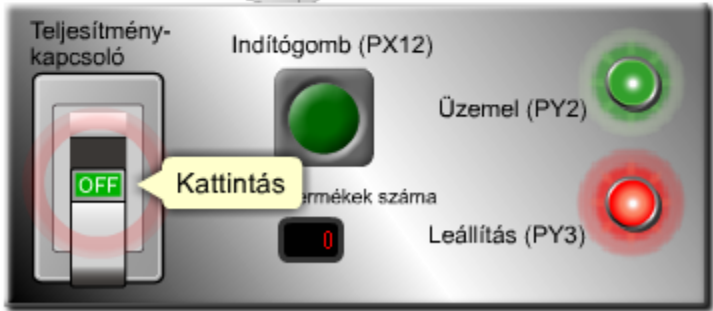 Teljesítmény-
kapcsoló
Indítógomb (PX12)
Üzemel (PY2)
OFF
Kattintás
ermékek száma
0
Leállítás (PY3)